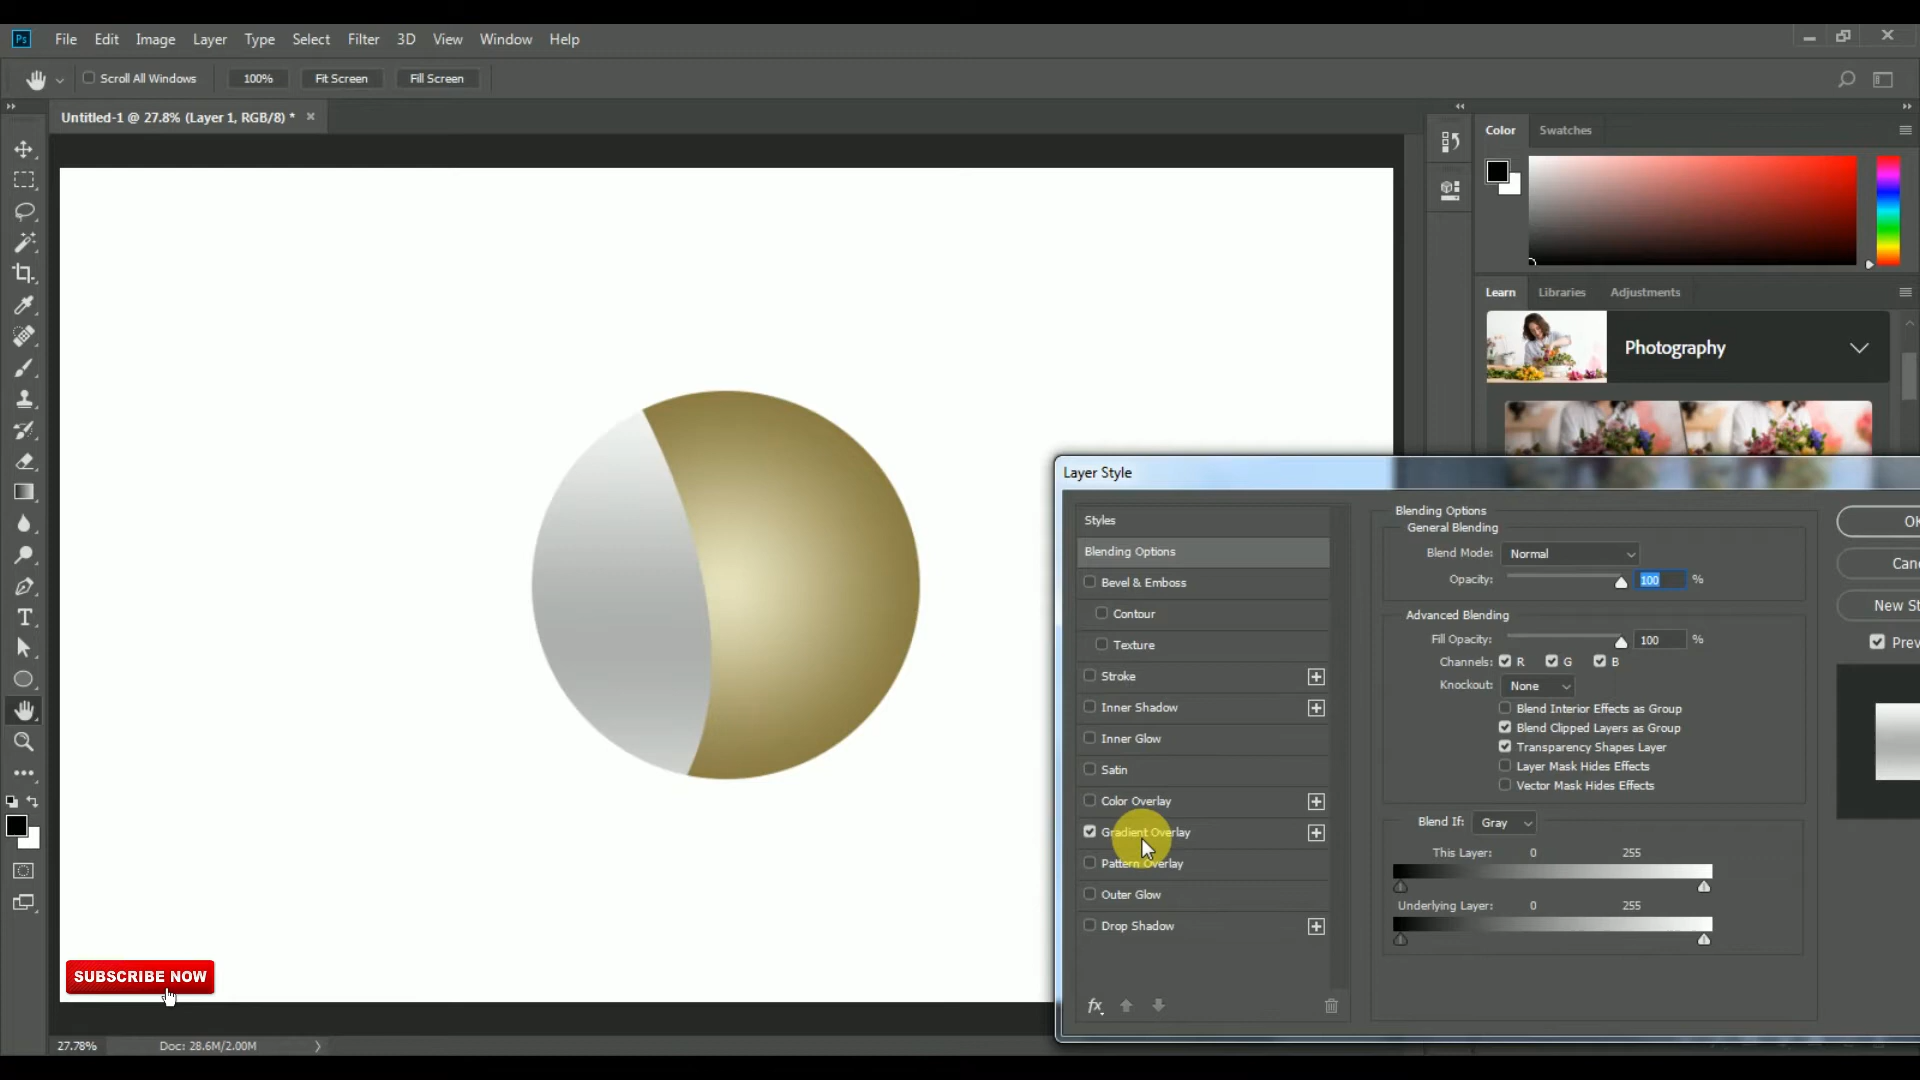 Ps File Edit Image Layer Type Select Filter 3D View Window Help
Scroll All Windows 100% Fit Screen Fill Screen
Untitled-1 @ 27.8% (Layer 1, RGB/8) *
Color Swatches
Learn Libraries Adjustments
Photography
Layer Style
Styles
Blending Options
Bevel & Emboss
Contour
Texture
Stroke
Inner Shadow
Inner Glow
Satin
Color Overlay
Gradient Overlay
Pattern Overlay
Outer Glow
Drop Shadow
fx
Blending Options
General Blending
Blend Mode: Normal
Opacity: 100 %
Advanced Blending
Fill Opacity: 100 %
Channels: R G B
Knockout: None
Blend Interior Effects as Group
Blend Clipped Layers as Group
Transparency Shapes Layer
Layer Mask Hides Effects
Vector Mask Hides Effects
Blend If: Gray
This Layer: 0 255
Underlying Layer: 0 255
OK
Canc
New St
Prev
SUBSCRIBE NOW
27.78% Doc: 28.6M/2.00M